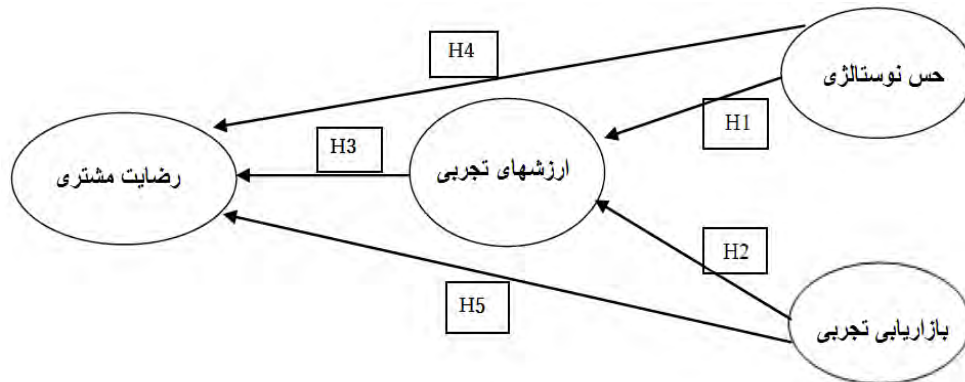 حس نوستالژی
H4
H1
H3
ارزشهای تجربی
رضایت مشتری
H2
H5
بازاریابی تجربی